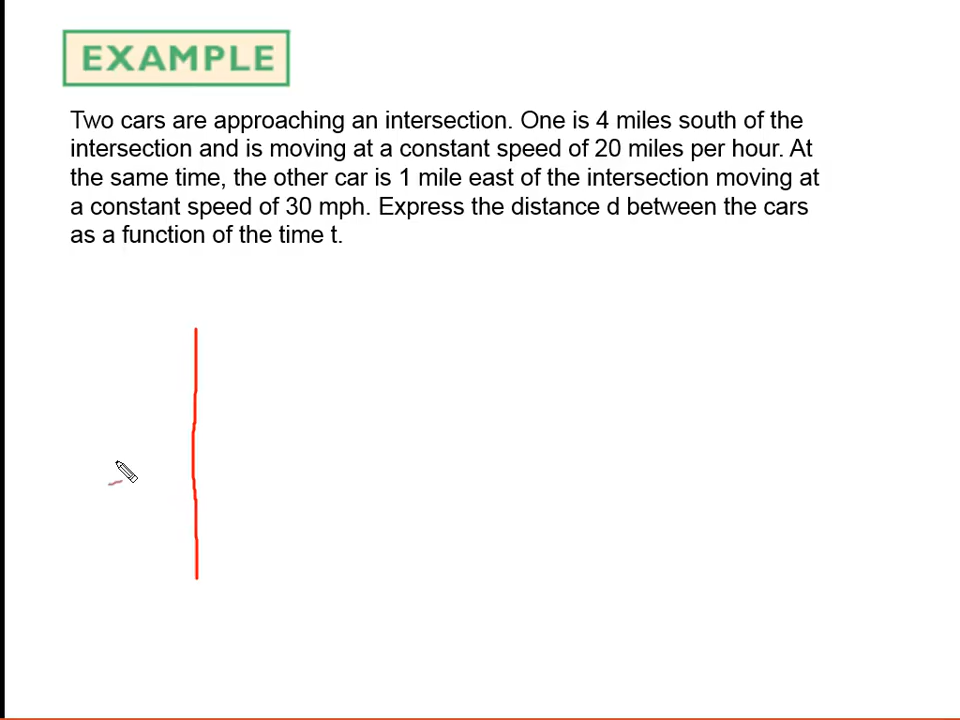 EXAMPLE
Two cars are approaching an intersection. One is 4 miles south of the
intersection and is moving at a constant speed of 20 miles per hour. At
the same time, the other car is 1 mile east of the intersection moving at
a constant speed of 30 mph. Express the distance d between the cars
as a function of the time t.